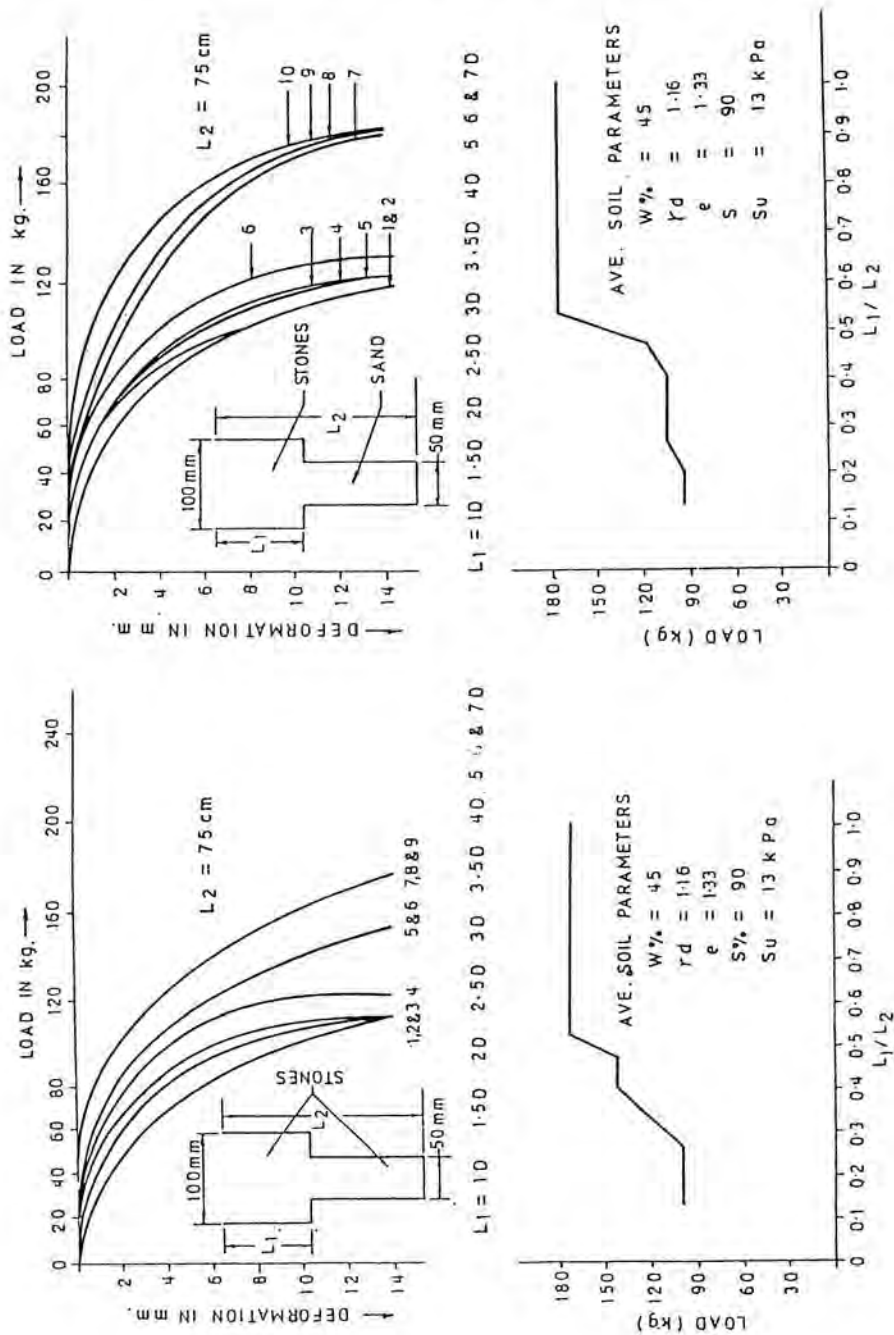 LOAD IN kg. →
0 20 40 60 80 120 160 200 240
← DEFORMATION IN mm.
2
4
6
8
10
12
14
L2 = 75 cm
100mm
L1
L2
STONES
50mm
1,2&3 4 5&6 7,8&9
L1 = 1D 1·5D 2D 2·5D 3D 3·5D 4D 5 & 7D
LOAD (kg)
180
150
120
90
60
30
AVE. SOIL PARAMETERS
W% = 45
γd = 1·16
e = 1·33
S% = 90
Su = 13 kPa
0 0·1 0·2 0·3 0·4 0·5 0·6 0·7 0·8 0·9 1·0
L1/L2
LOAD IN kg. →
0 20 40 50 60 80 120 160 200
← DEFORMATION IN mm.
2
4
6
8
10
12
14
L2 = 75 cm
10
9
8
7
6
3
4
5
1&2
100mm
L1
L2
STONES
SAND
50mm
L1 = 1D 1·5D 2D 2·5D 3D 3·5D 4D 5 6 & 7D
LOAD (kg)
180
150
120
90
60
30
AVE. SOIL PARAMETERS
W% = 45
γd = 1·16
e = 1·33
S = 90
Su = 13 kPa
0 0·1 0·2 0·3 0·4 0·5 0·6 0·7 0·8 0·9 1·0
L1/L2